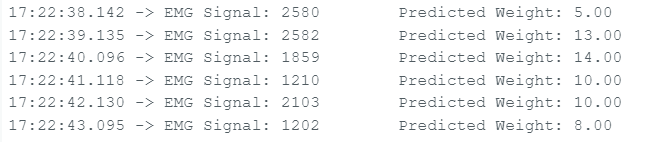 17:22:38.142 -> EMG Signal: 2580 Predicted Weight: 5.00
17:22:39.135 -> EMG Signal: 2582 Predicted Weight: 13.00
17:22:40.096 -> EMG Signal: 1859 Predicted Weight: 14.00
17:22:41.118 -> EMG Signal: 1210 Predicted Weight: 10.00
17:22:42.130 -> EMG Signal: 2103 Predicted Weight: 10.00
17:22:43.095 -> EMG Signal: 1202 Predicted Weight: 8.00